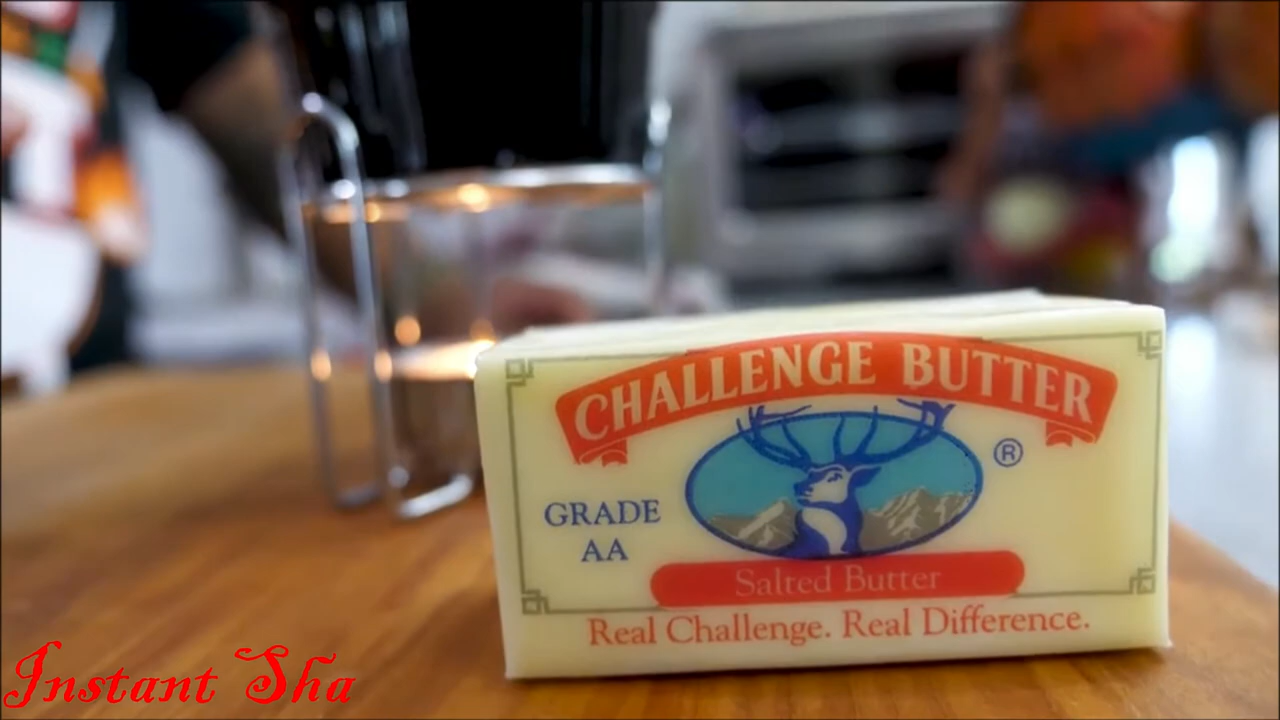 CHALLENGE BUTTER
®
GRADE
AA
Salted Butter
Real Challenge. Real Difference.
Instant Sha